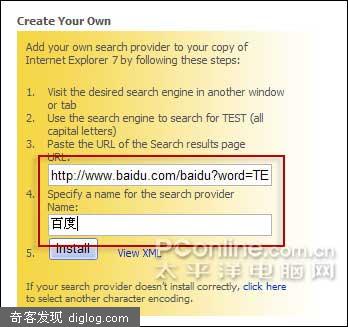 Create Your Own
Add your own search provider to your copy of
Internet Explorer 7 by following these steps:
1. Visit the desired search engine in another window
or tab
2. Use the search engine to search for TEST (all
capital letters)
3. Paste the URL of the Search results page
URL:
http://www.baidu.com/baidu?word=TE
4. Specify a name for the search provider
Name:
百度
5. Install View XML
PConline.com.cn
太平洋电脑网
If your search provider doesn't install correctly, click here
to select another character encoding.
奇客发现 diglog.com